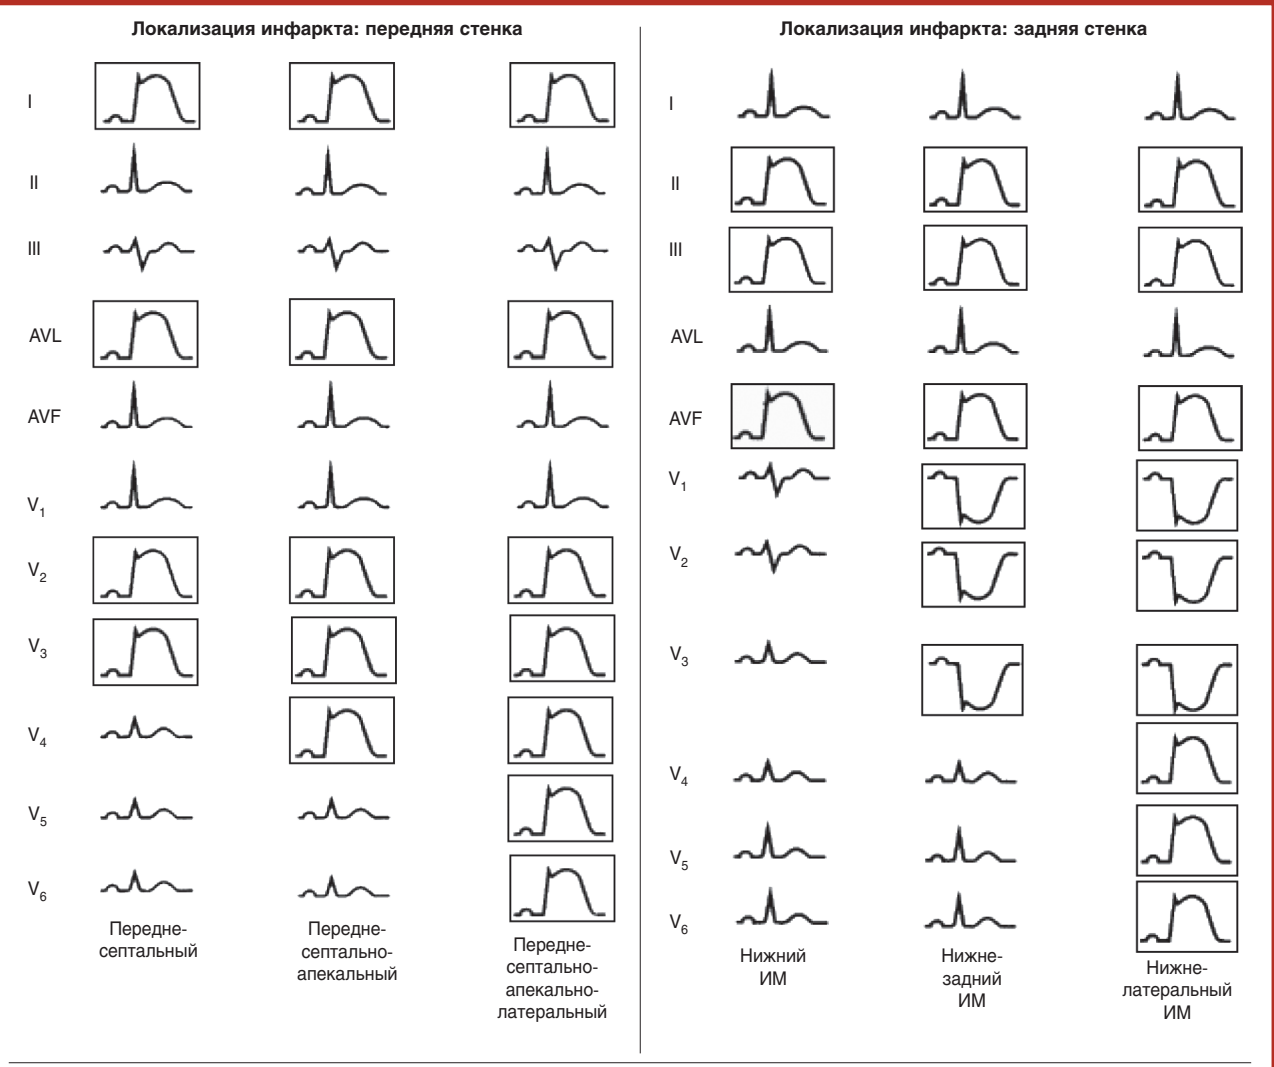 Локализация инфаркта: передняя стенка
I
II
III
AVL
AVF
V1
V2
V3
V4
V5
V6
Передне-
септальный
Передне-
септально-
апекальный
Передне-
септально-
апекально-
латеральный
Локализация инфаркта: задняя стенка
I
II
III
AVL
AVF
V1
V2
V3
V4
V5
V6
Нижний
ИМ
Нижне-
задний
ИМ
Нижне-
латеральный
ИМ